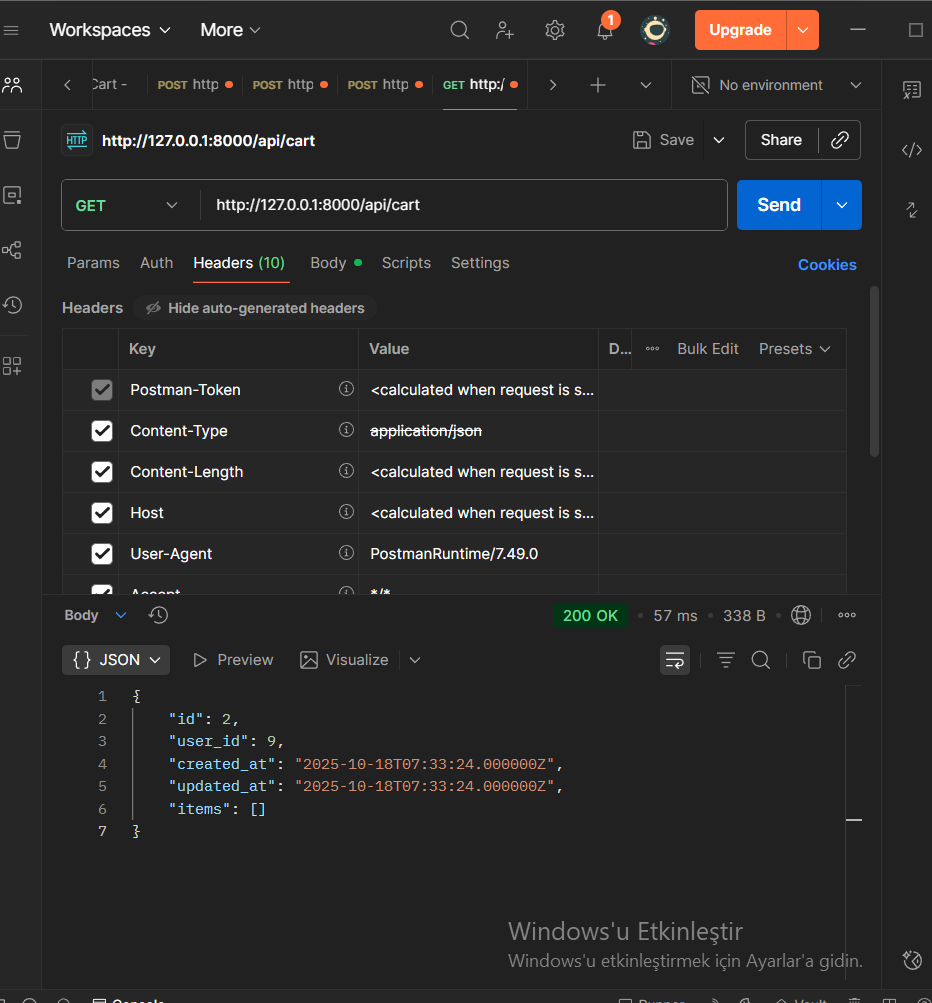 Workspaces More 1 Upgrade
Cart - POST http POST http POST http GET http:/ No environment
HTTP http://127.0.0.1:8000/api/cart Save Share
GET http://127.0.0.1:8000/api/cart Send
Params Auth Headers (10) Body Scripts Settings Cookies
Headers Hide auto-generated headers
Key Value D... Bulk Edit Presets
Postman-Token <calculated when request is s...
Content-Type application/json
Content-Length <calculated when request is s...
Host <calculated when request is s...
User-Agent PostmanRuntime/7.49.0
Accept */*
Body 200 OK 57 ms 338 B
{} JSON Preview Visualize
1 {
2 "id": 2,
3 "user_id": 9,
4 "created_at": "2025-10-18T07:33:24.000000Z",
5 "updated_at": "2025-10-18T07:33:24.000000Z",
6 "items": []
7 }
Windows'u Etkinleştir
Windows'u etkinleştirmek için Ayarlar'a gidin.
Console Runner Vault